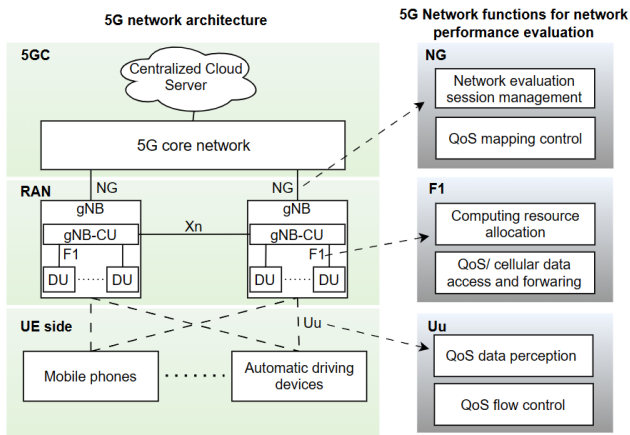 5G network architecture
5GC
Centralized Cloud
Server
5G core network
NG
NG
RAN
gNB
gNB
gNB-CU
Xn
gNB-CU
F1
F1
DU
DU
DU
DU
UE side
Uu
Mobile phones
Automatic driving
devices
5G Network functions for network
performance evaluation
NG
Network evaluation
session management
QoS mapping control
F1
Computing resource
allocation
QoS/ cellular data
access and forwaring
Uu
QoS data perception
QoS flow control